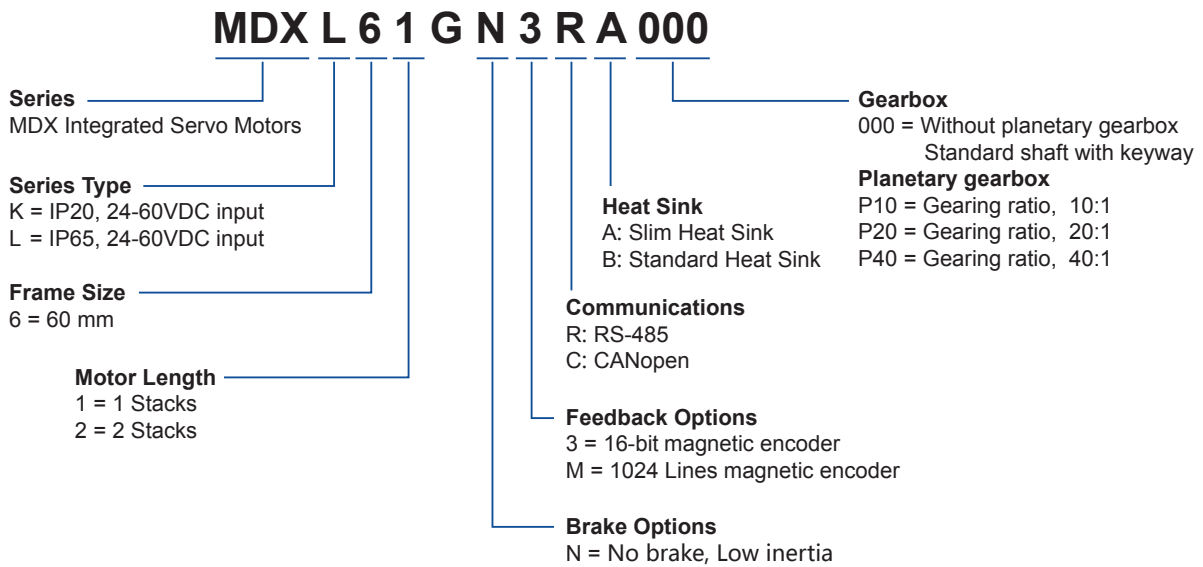 MDX L 6 1 G N 3 R A 000
Series
MDX Integrated Servo Motors
Series Type
K = IP20, 24-60VDC input
L = IP65, 24-60VDC input
Frame Size
6 = 60 mm
Motor Length
1 = 1 Stacks
2 = 2 Stacks
Gearbox
000 = Without planetary gearbox
Standard shaft with keyway
Planetary gearbox
P10 = Gearing ratio, 10:1
P20 = Gearing ratio, 20:1
P40 = Gearing ratio, 40:1
Heat Sink
A: Slim Heat Sink
B: Standard Heat Sink
Communications
R: RS-485
C: CANopen
Feedback Options
3 = 16-bit magnetic encoder
M = 1024 Lines magnetic encoder
Brake Options
N = No brake, Low inertia